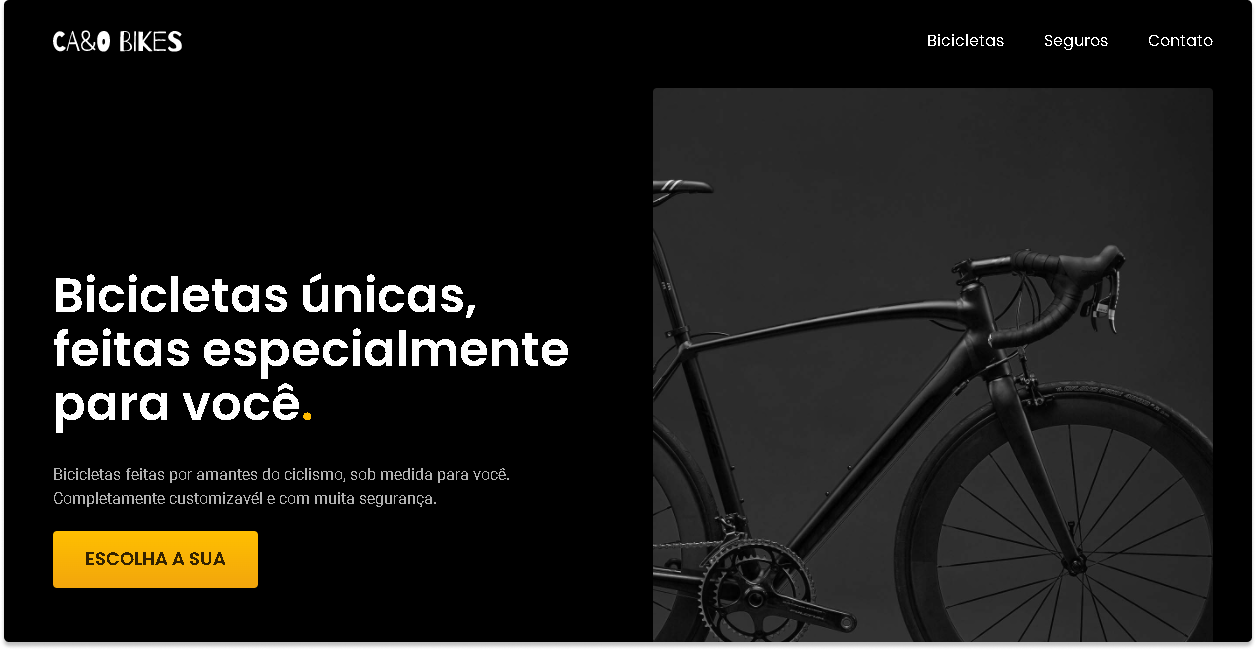 CA&O BIKES
Bicicletas Seguros Contato
Bicicletas únicas,
feitas especialmente
para você.
Bicicletas feitas por amantes do ciclismo, sob medida para você.
Completamente customizavél e com muita segurança.
ESCOLHA A SUA